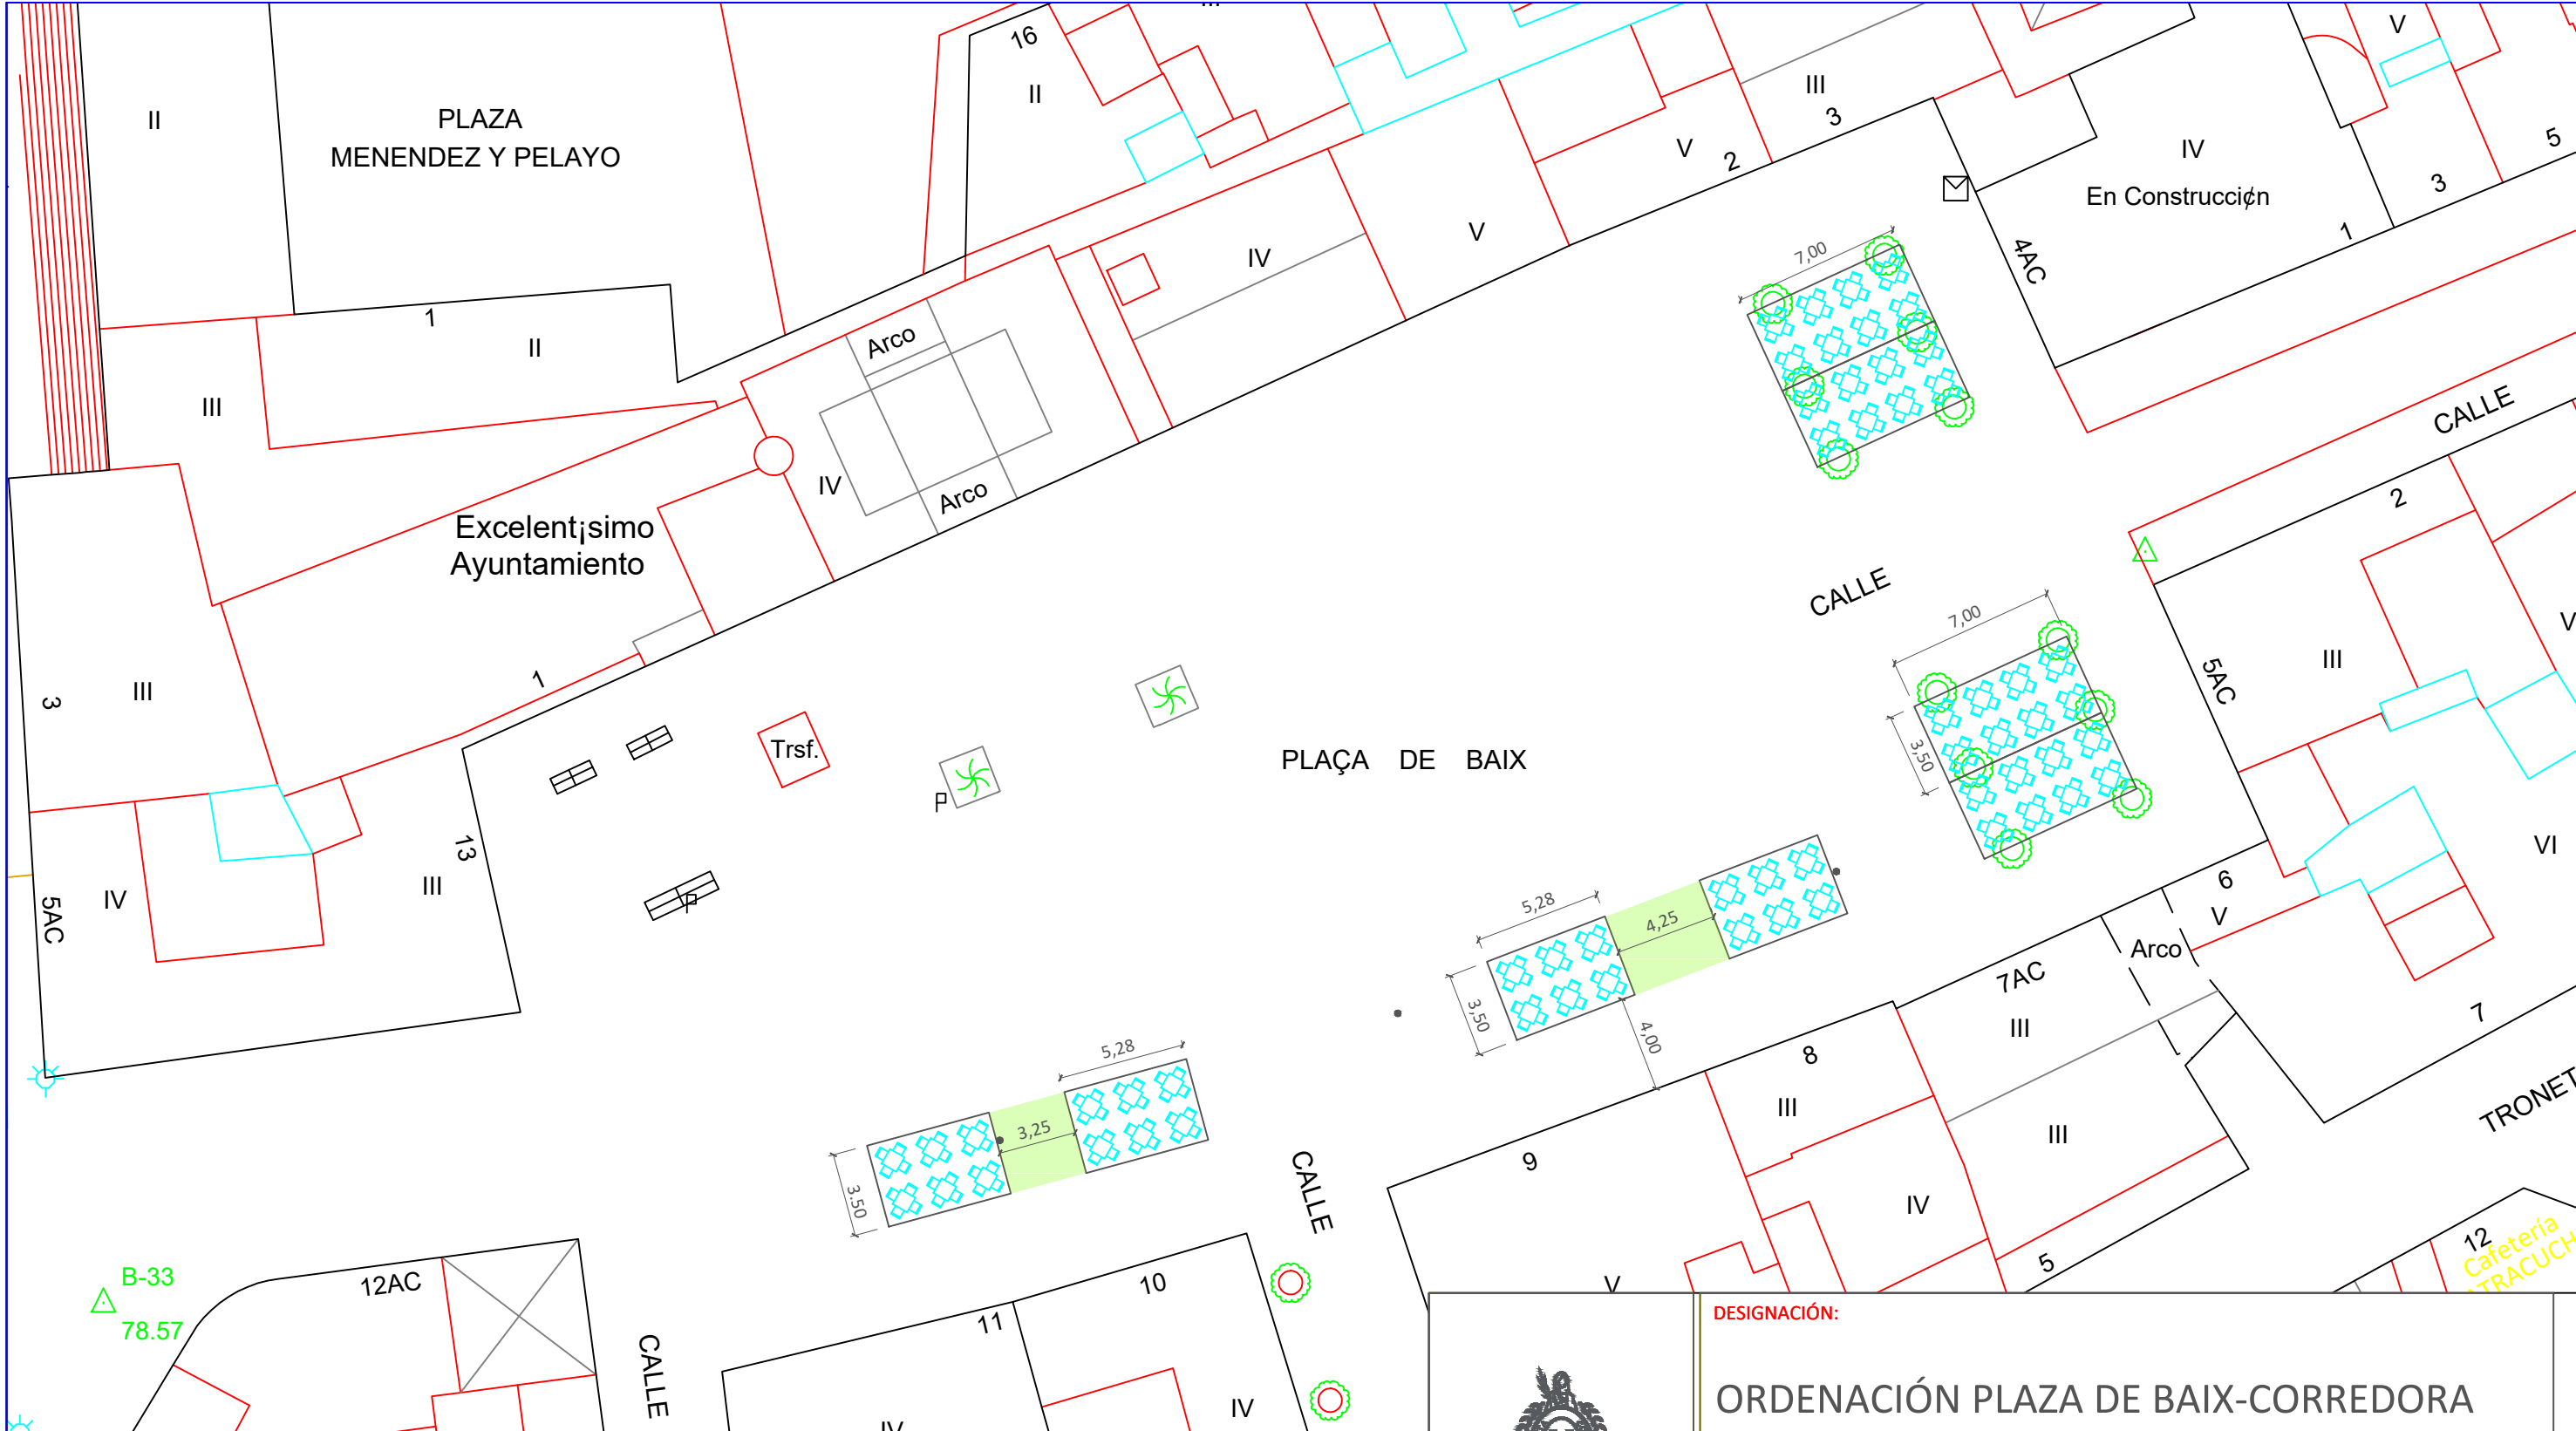 III
16
V
II
PLAZA
MENENDEZ Y PELAYO
II
III
3
V
2
IV
5
En Construcci¢n
3
1
4AC
V
IV
1
II
III
Arco
7,00
Arco
IV
CALLE
2
Excelent¡simo
Ayuntamiento
CALLE
7,00
V
III
5AC
1
3
III
Trsf.
PLAÇA DE BAIX
3,50
13
III
IV
5AC
5,28
4,25
3,50
4,00
6
V
VI
Arco
7AC
III
7
8
III
III
TRONET
5,28
3,25
3.50
9
CALLE
IV
5
V
12
Cafetería
TRACUCH
B-33
78.57
12AC
10
11
CALLE
IV
IV
DESIGNACIÓN:
ORDENACIÓN PLAZA DE BAIX-CORREDORA